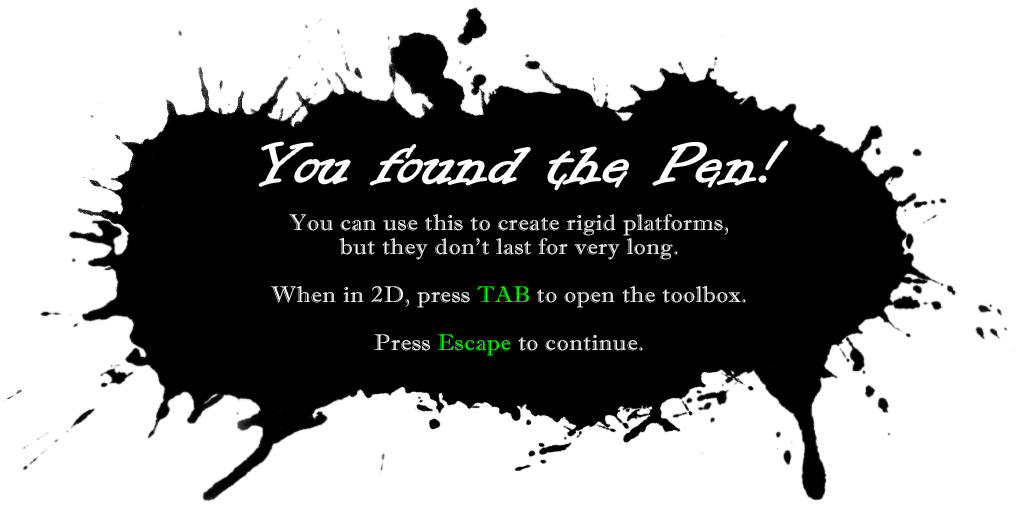 You found the Pen!
You can use this to create rigid platforms,
but they don't last for very long.
When in 2D, press TAB to open the toolbox.
Press Escape to continue.